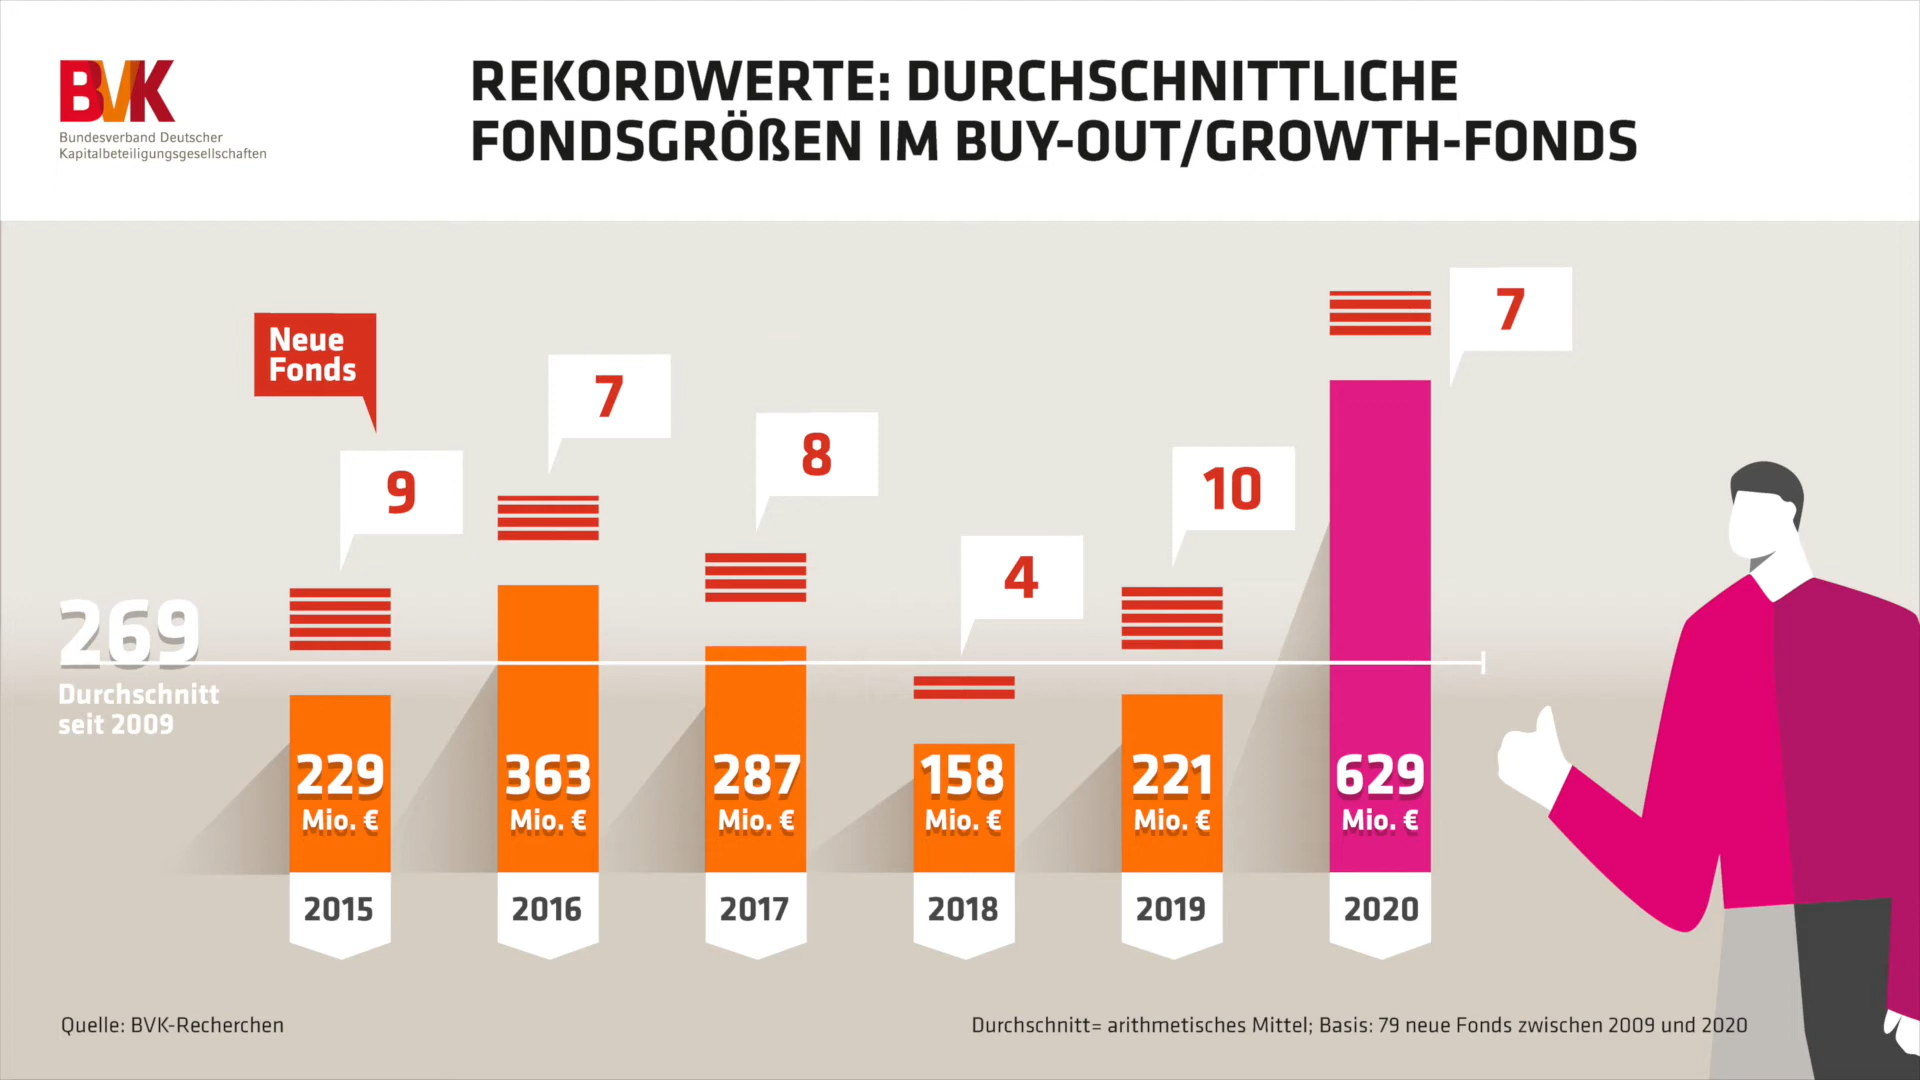 BVK
Bundesverband Deutscher
Kapitalbeteiligungsgesellschaften
REKORDWERTE: DURCHSCHNITTLICHE
FONDSGRÖßEN IM BUY-OUT/GROWTH-FONDS
Neue
Fonds
9
7
8
4
10
7
269
Durchschnitt
seit 2009
229
Mio. €
363
Mio. €
287
Mio. €
158
Mio. €
221
Mio. €
629
Mio. €
2015
2016
2017
2018
2019
2020
Quelle: BVK-Recherchen
Durchschnitt= arithmetisches Mittel; Basis: 79 neue Fonds zwischen 2009 und 2020